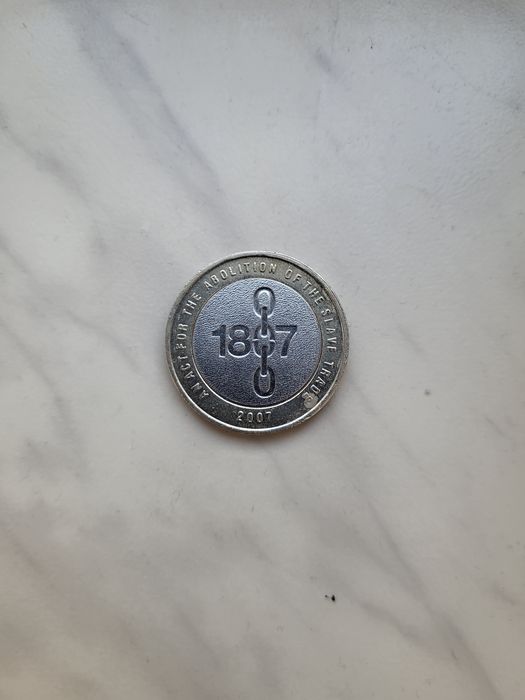 AN ACT FOR THE ABOLITION OF THE SLAVE TRADE
1807
2007